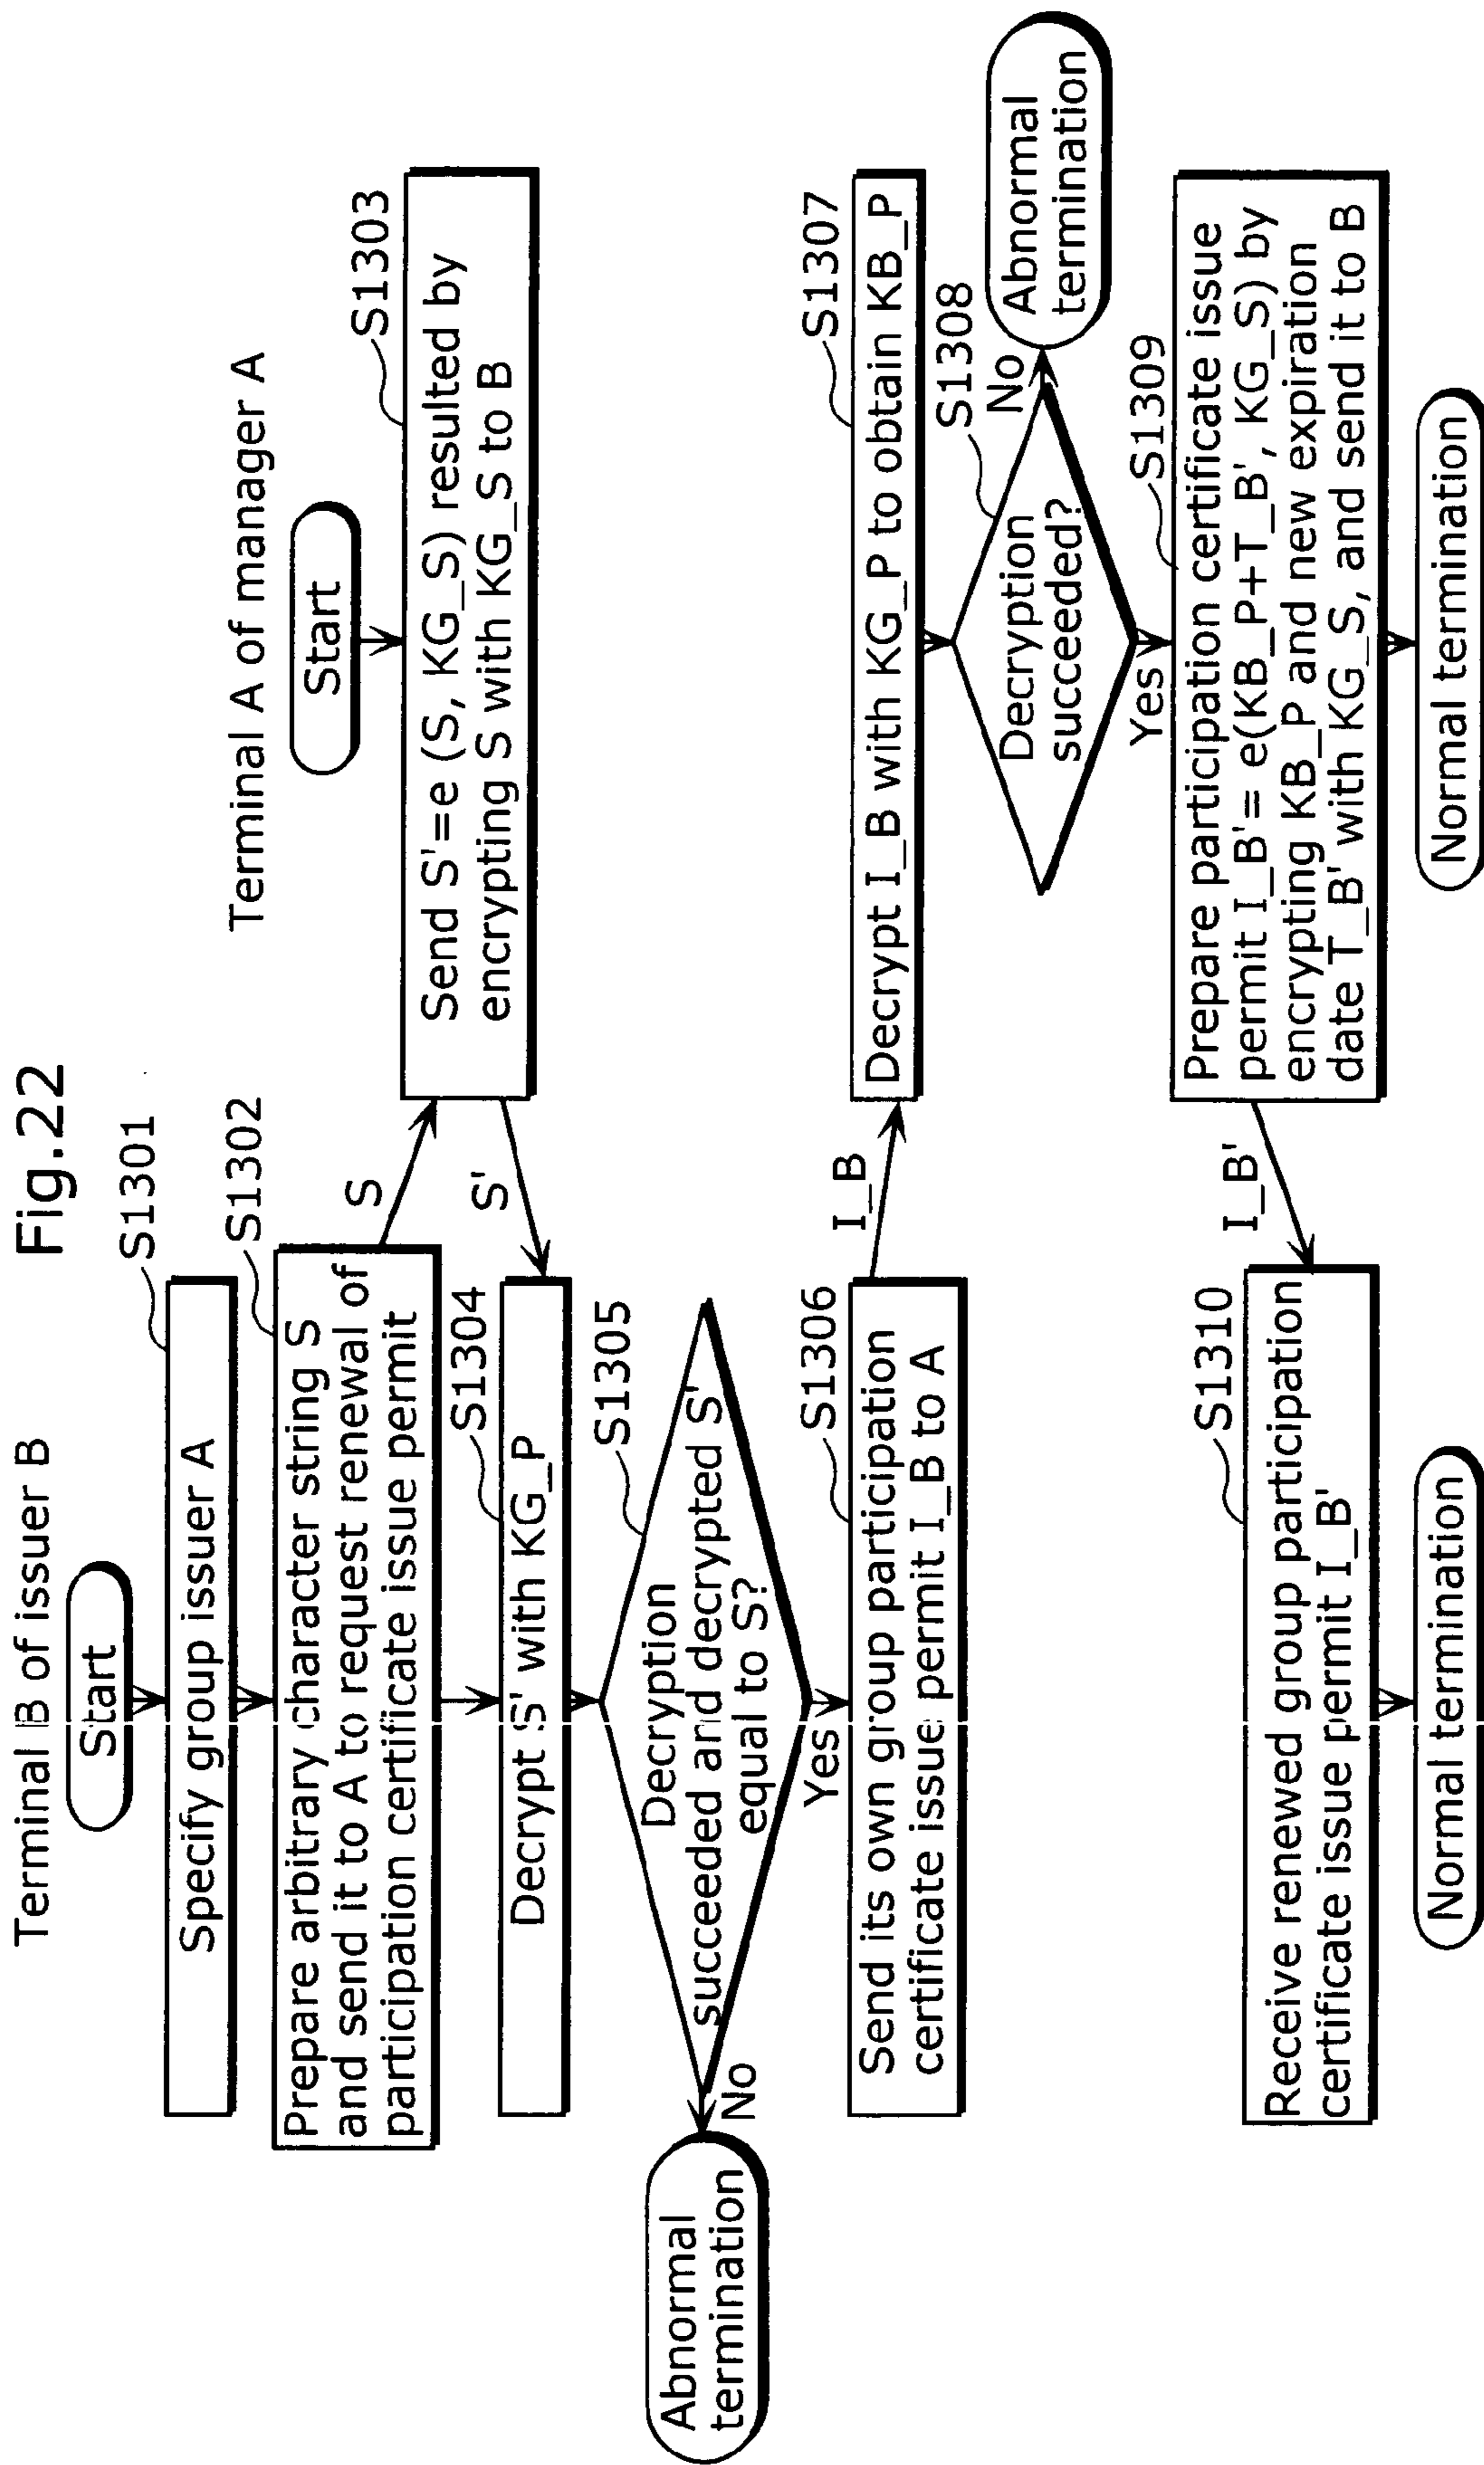 Fig.22
Terminal B of issuer B
Start
S1301
Specify group issuer A
S1302
Prepare arbitrary character string S
and send it to A to request renewal of
participation certificate issue permit
S
Terminal A of manager A
Start
S1303
Send S'=e (S, KG_S) resulted by
encrypting S with KG_S to B
S'
S1304
Decrypt S' with KG_P
S1305
Decryption
succeeded and decrypted S'
equal to S?
No
Abnormal
termination
Yes
S1306
Send its own group participation
certificate issue permit I_B to A
I_B
S1307
Decrypt I_B with KG_P to obtain KB_P
S1308
Decryption
succeeded?
No
Abnormal
termination
Yes
S1309
Prepare participation certificate issue
permit I_B'= e(KB_P+T_B', KG_S) by
encrypting KB_P and new expiration
date T_B' with KG_S, and send it to B
Normal termination
I_B'
S1310
Receive renewed group participation
certificate issue permit I_B'
Normal termination